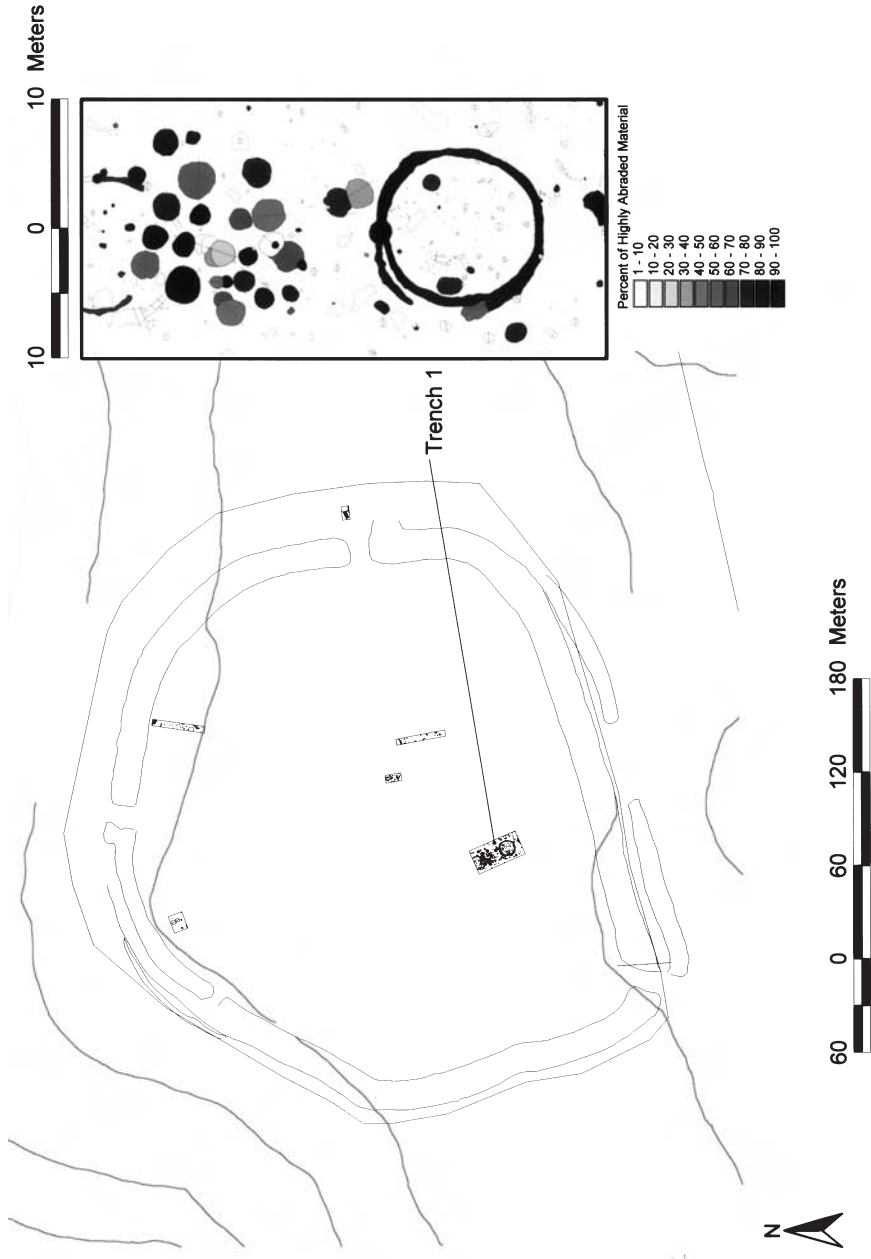 10 0 10 Meters
Percent of Highly Abraded Material
1 - 10
10 - 20
20 - 30
30 - 40
40 - 50
50 - 60
60 - 70
70 - 80
80 - 90
90 - 100
Trench 1
60 0 60 120 180 Meters
N